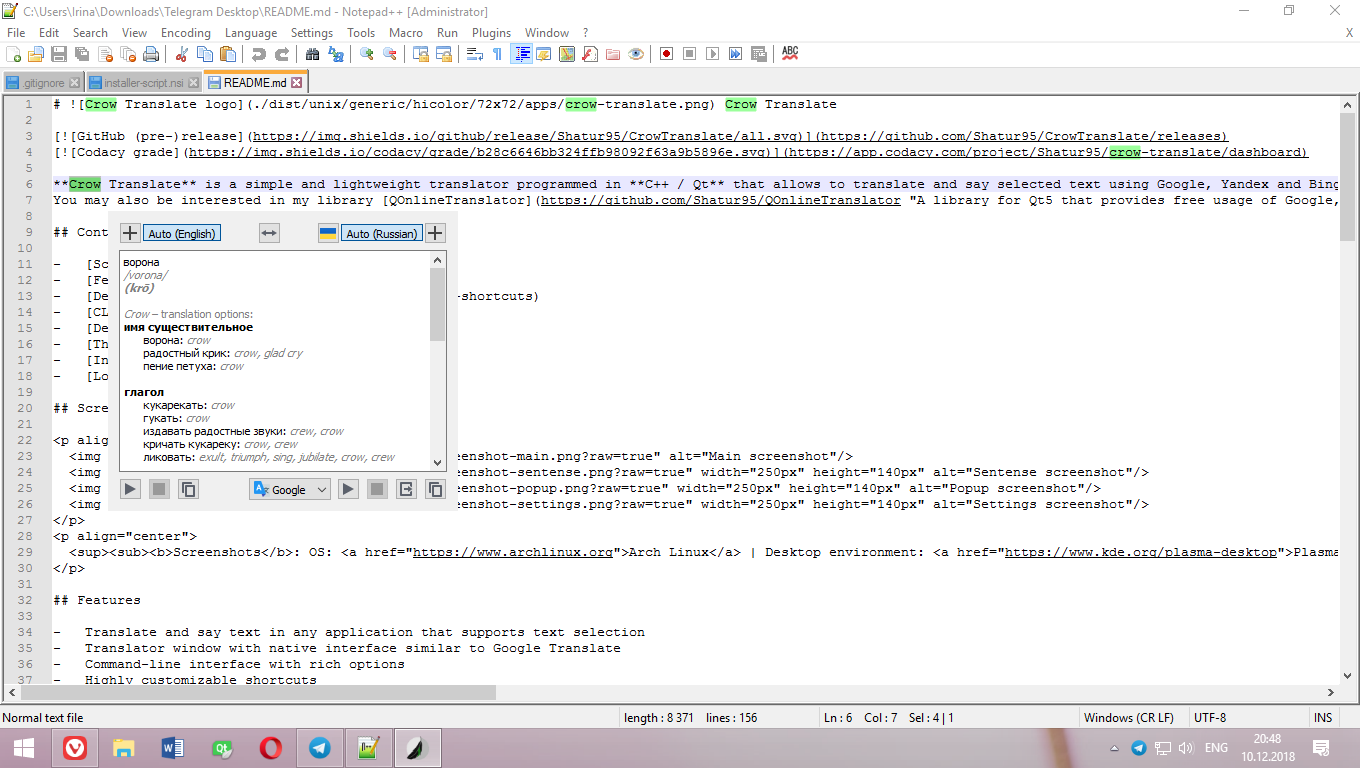 C:\Users\Irina\Downloads\Telegram Desktop\README.md - Notepad++ [Administrator]
File Edit Search View Encoding Language Settings Tools Macro Run Plugins Window ? X
.gitignore installer-script.nsi README.md
1 # ![Crow Translate logo](./dist/unix/generic/hicolor/72x72/apps/crow-translate.png) Crow Translate
2
3 [![GitHub (pre-)release](https://img.shields.io/github/release/Shatur95/CrowTranslate/all.svg)](https://github.com/Shatur95/CrowTranslate/releases)
4 [![Codacy grade](https://img.shields.io/codacy/grade/b28c6646bb324ffb98092f63a9b5896e.svg)](https://app.codacy.com/project/Shatur95/crow-translate/dashboard)
5
6 **Crow Translate** is a simple and lightweight translator programmed in **C++ / Qt** that allows to translate and say selected text using Google, Yandex and Bing
7 You may also be interested in my library [QOnlineTranslator](https://github.com/Shatur95/QOnlineTranslator "A library for Qt5 that provides free usage of Google,
8
9 ## Cont
10
11 - [Sc
12 - [Fe
13 - [De -shortcuts)
14 - [CL
15 - [De
16 - [Th
17 - [In
18 - [Lo
19
20 ## Scre
21
22 <p alig
23 <img eenshot-main.png?raw=true" alt="Main screenshot"/>
24 <img eenshot-sentense.png?raw=true" width="250px" height="140px" alt="Sentense screenshot"/>
25 <img eenshot-popup.png?raw=true" width="250px" height="140px" alt="Popup screenshot"/>
26 <img eenshot-settings.png?raw=true" width="250px" height="140px" alt="Settings screenshot"/>
27 </p>
28 <p align="center">
29 <sup><sub><b>Screenshots</b>: OS: <a href="https://www.archlinux.org">Arch Linux</a> | Desktop environment: <a href="https://www.kde.org/plasma-desktop">Plasma
30 </p>
31
32 ## Features
33
34 - Translate and say text in any application that supports text selection
35 - Translator window with native interface similar to Google Translate
36 - Command-line interface with rich options
37 - Highly customizable shortcuts
Auto (English) Auto (Russian)
ворона
/vorona/
(krō)
Crow – translation options:
имя существительное
ворона: crow
радостный крик: crow, glad cry
пение петуха: crow
глагол
кукарекать: crow
гукать: crow
издавать радостные звуки: crew, crow
кричать кукареку: crow, crew
ликовать: exult, triumph, sing, jubilate, crow, crew
Google
Normal text file length : 8 371 lines : 156 Ln : 6 Col : 7 Sel : 4 | 1 Windows (CR LF) UTF-8 INS
ENG 20:48
10.12.2018